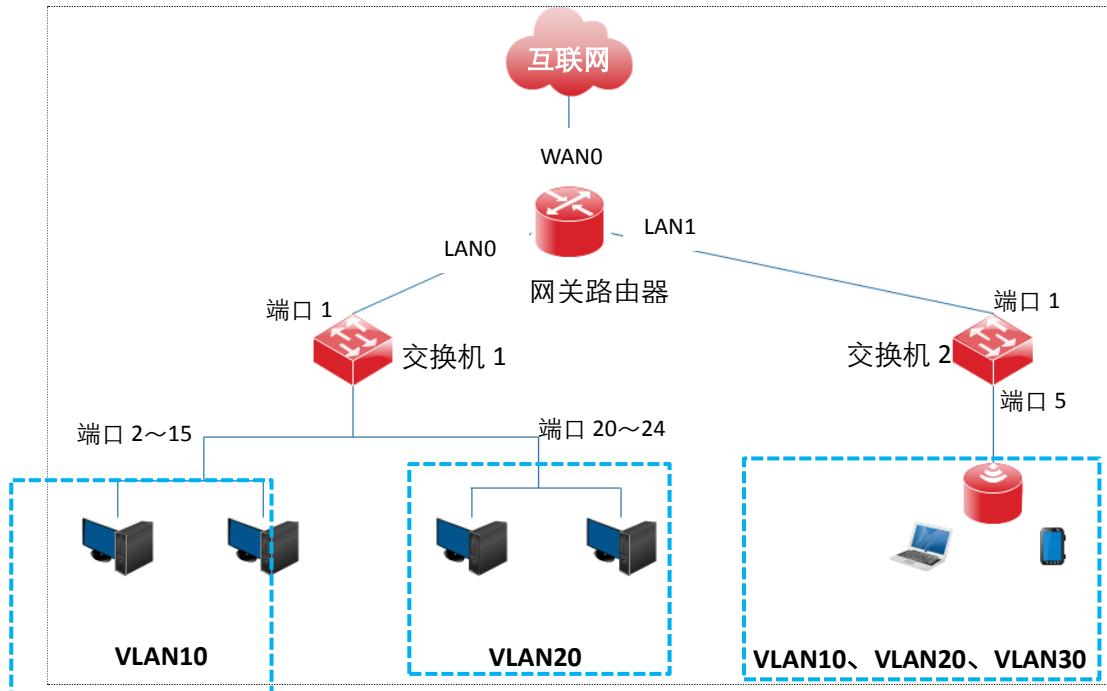 互联网
WAN0
LAN0
LAN1
网关路由器
端口 1
端口 1
交换机 1
交换机 2
端口 5
端口 2～15
端口 20～24
VLAN10
VLAN20
VLAN10、VLAN20、VLAN30